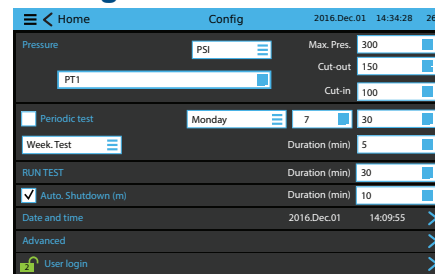 Home Config 2016.Dec.01 14:34:28 26
Pressure PSI Max. Pres. 300
Cut-out 150
PT1
Cut-in 100
Periodic test Monday 7 30
Week. Test Duration (min) 5
RUN TEST Duration (min) 30
Auto. Shutdown (m) Duration (min) 10
Date and time 2016.Dec.01 14:09:55
Advanced
2 User login